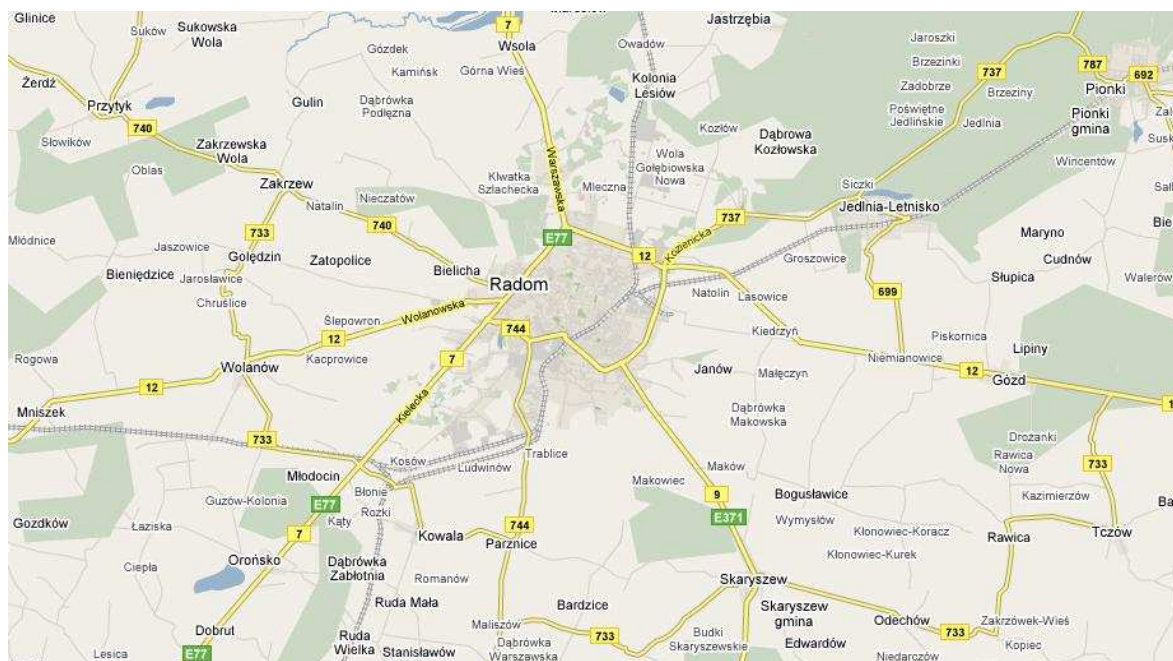 Glinice
Suków
Sukowska
Wola
7
Wsola
Jastrzębia
Owadów
Jaroszki
Brzezinki
787
692
Pionki
Żerdź
Gózdek
Kamińsk
Górna Wieś
Kolonia
Lesiów
737
Zadobrze
Brzeziny
Przytyk
Gulin
Dąbrówka
Podłężna
Poświętne
Jedlińskie
Jedlnia
Pionki
gmina
740
Słowików
Zakrzewska
Wola
Kozłów
Dąbrowa
Kozłowska
Wincentów
Oblas
Warszawska
Wola
Gołębiowska
Nowa
Klwatka
Szlachecka
Mleczna
Zakrzew
Nieczatów
Natalin
Siczki
Jedlnia-Letnisko
Młódnice
733
740
737
Kozienicka
E77
12
Jaszowice
Golędzin
Zatopolice
Maryno
Cudnów
Bieniędzice
Jarosławice
Bielicha
Groszowice
Słupica
Radom
Chruślice
Natolin
Lasowice
699
Wolanowska
Ślepowron
12
744
Kiedrzyń
Piskornica
Lipiny
Rogowa
Kacprowice
7
Niemianowice
Wolanów
Janów
Małęczyn
12
Gózd
12
Mniszek
Kielecka
Dąbrówka
Makowska
733
Drożanki
Rawica
Nowa
Kosów
Trablice
Ludwinów
733
Młodocin
Maków
Makowiec
9
Bogusławice
Kazimierzów
Guzów-Kolonia
E77
Błonie
Rożki
Kąty
E371
Wymysłów
Gozdków
Łaziska
7
744
Kłonowiec-Koracz
Tczów
Kowala
Parznice
Rawica
Kłonowiec-Kurek
Orońsko
Ciepła
Dąbrówka
Zabłotnia
Romanów
Skaryszew
Ruda Mała
Bardzice
Skaryszew
gmina
Odechów
Zakrzówek-Wieś
Dobrut
Maliszów
733
Budki
Skaryszewskie
733
Ruda
Wielka
Dąbrówka
Warszawska
Edwardów
Kopiec
Lesica
E77
Stanisławów
Niedarczów